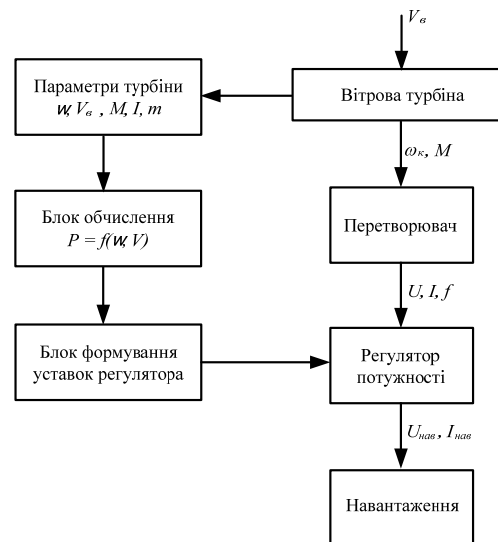 Vв
Параметри турбіни
w, Vв , M, I, m
Вітрова турбіна
ωк, M
Блок обчислення
P = f(w, V)
Перетворювач
U, I, f
Блок формування
уставок регулятора
Регулятор
потужності
Uнав, Iнав
Навантаження